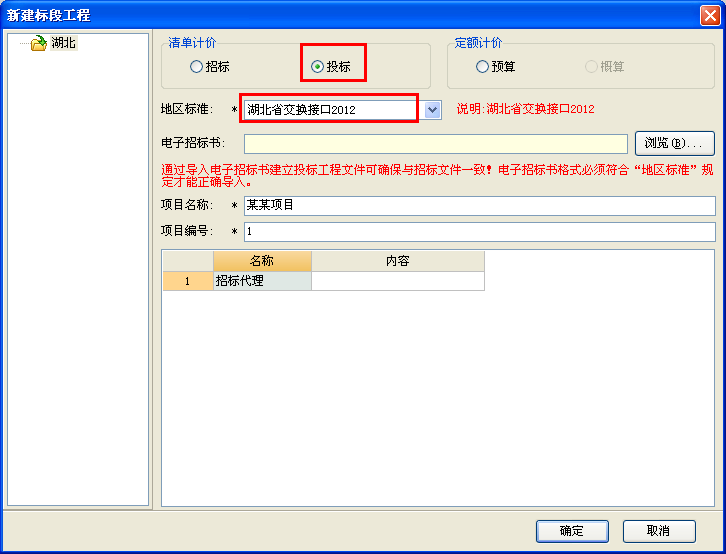 新建标段工程
湖北
清单计价
招标
投标
定额计价
预算
概算
地区标准: * 湖北省交换接口2012 说明:湖北省交换接口2012
电子招标书: 浏览(B)...
通过导入电子招标书建立投标工程文件可确保与招标文件一致！电子招标书格式必须符合“地区标准”规
定才能正确导入。
项目名称: * 某某项目
项目编号: * 1
名称 内容
1 招标代理
确定 取消